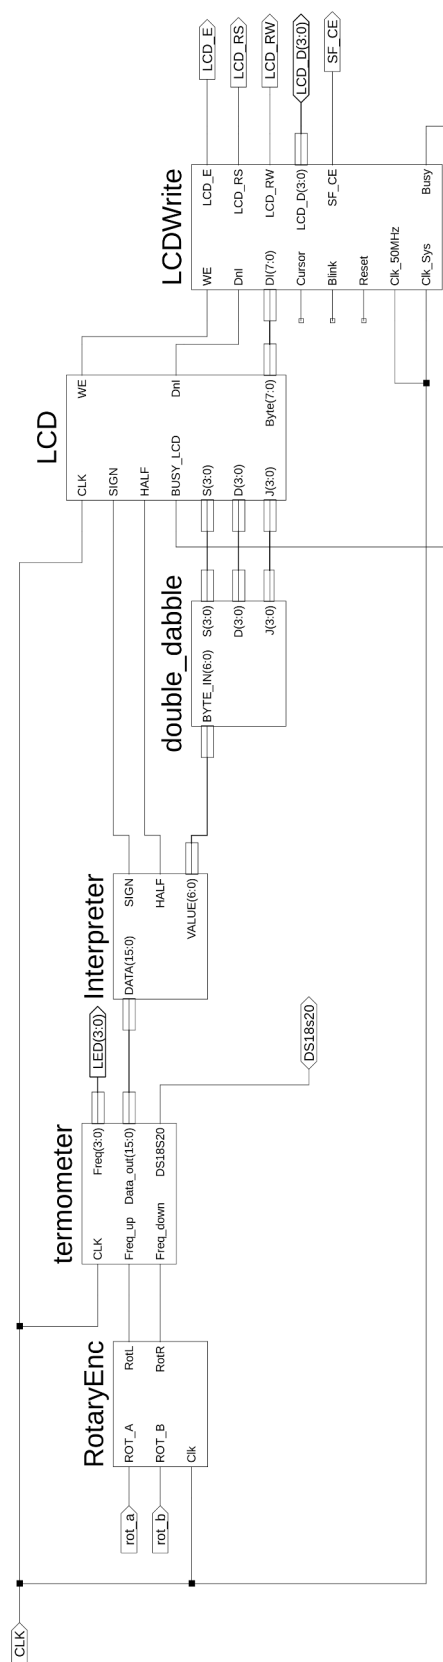 CLK
rot_a
rot_b
RotaryEnc
ROT_A
ROT_B
Clk
RotL
RotR
termometer
CLK
Freq_up
Freq_down
Freq(3:0)
Data_out(15:0)
DS18S20
LED(3:0)
DS18s20
Interpreter
DATA(15:0)
SIGN
HALF
VALUE(6:0)
double_dabble
BYTE_IN(6:0)
S(3:0)
D(3:0)
J(3:0)
LCD
CLK
SIGN
HALF
BUSY_LCD
S(3:0)
D(3:0)
J(3:0)
WE
DnI
Byte(7:0)
LCDWrite
WE
DnI
DI(7:0)
Cursor
Blink
Reset
Clk_50MHz
Clk_Sys
LCD_E
LCD_RS
LCD_RW
LCD_D(3:0)
SF_CE
Busy
LCD_E
LCD_RS
LCD_RW
LCD_D(3:0)
SF_CE